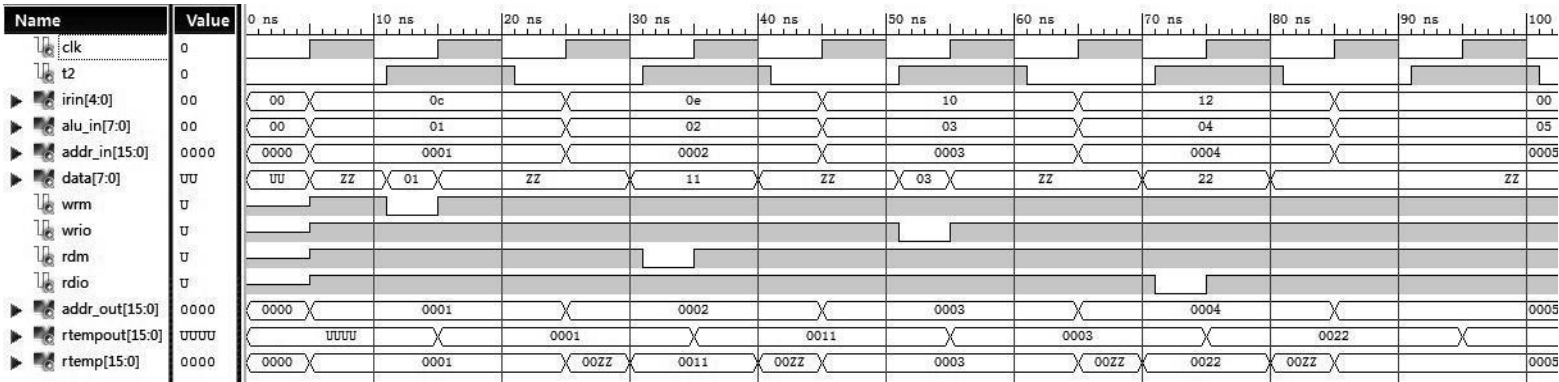 Name Value 0 ns 10 ns 20 ns 30 ns 40 ns 50 ns 60 ns 70 ns 80 ns 90 ns 100
clk 0
t2 0
irin[4:0] 00 00 0c 0e 10 12 00
alu_in[7:0] 00 00 01 02 03 04 05
addr_in[15:0] 0000 0000 0001 0002 0003 0004 0005
data[7:0] UU UU ZZ 01 ZZ 11 ZZ 03 ZZ 22 ZZ
wrm U
wrio U
rdm U
rdio U
addr_out[15:0] 0000 0000 0001 0002 0003 0004 0005
rtempout[15:0] UUUU UUUU 0001 0011 0003 0022
rtemp[15:0] 0000 0000 0001 00ZZ 0011 00ZZ 0003 00ZZ 0022 00ZZ 0005